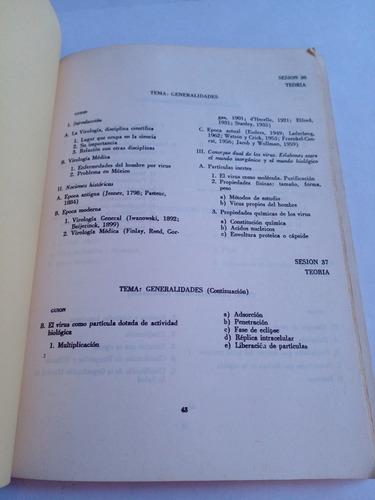 SESION 36
TEORIA
TEMA: GENERALIDADES
GUION
I. Introducción
A. La Virología, disciplina científica
1. Lugar que ocupa en la ciencia
2. Su importancia
3. Relación con otras disciplinas
B. Virología Médica
1. Enfermedades del hombre por virus
2. Problema en México
II. Nociones históricas
A. Epoca antigua (Jenner, 1798; Pasteur,
1884)
B. Epoca moderna
1. Virología General (Iwanowski, 1892;
Beijerinck, 1899)
2. Virología Médica (Finlay, Reed, Gor-
gas, 1901; d'Herelle, 1921; Elford,
1931; Stanley, 1935)
C. Epoca actual (Enders, 1949; Lederberg,
1952; Watson y Crick, 1953; Fraenkel-Con-
rat, 1956; Jacob y Wollman, 1959)
III. Concepto dual de los virus. Eslabones entre
el mundo inorgánico y el mundo biológico
A. Partículas inertes
1. El virus como molécula. Purificación
2. Propiedades físicas: tamaño, forma,
peso
a) Métodos de estudio
b) Virus propios del hombre
3. Propiedades químicas de los virus
a) Constitución química
b) Acidos nucleicos
c) Envoltura proteica o cápside
SESION 37
TEORIA
TEMA: GENERALIDADES (Continuación)
GUION
B. El virus como partícula dotada de actividad
biológica
1. Multiplicación
2
a) Adsorción
b) Penetración
c) Fase de eclipse
d) Réplica intracelular
e) Liberación de partículas
43